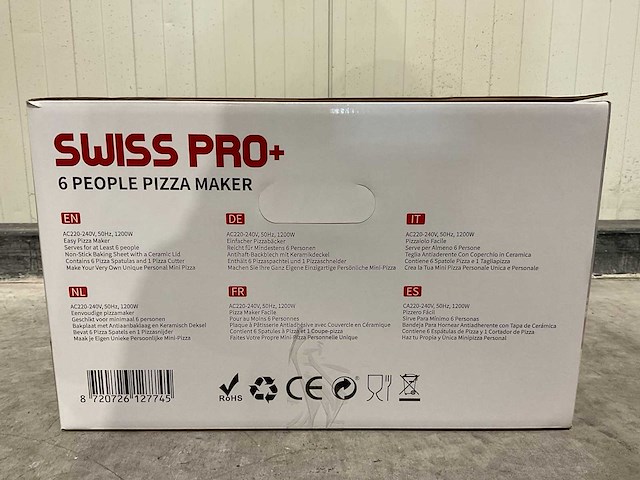 SWISS PRO+
6 PEOPLE PIZZA MAKER
EN
AC220-240V, 50Hz, 1200W
Easy Pizza Maker
Serves for at Least 6 people
Non-Stick Baking Sheet with a Ceramic Lid
Contains 6 Pizza Spatulas and 1 Pizza Cutter
Make Your Very Own Unique Personal Mini Pizza
DE
AC220-240V, 50Hz, 1200W
Einfacher Pizzabäcker
Reicht für Mindestens 6 Personen
Antihaft-Backblech mit Keramikdeckel
Enthält 6 Pizzaspachtel und 1 Pizzaschneider
Machen Sie Ihre Ganz Eigene Einzigartige Persönliche Mini-Pizza
IT
AC220-240V, 50Hz, 1200W
Pizzaiolo Facile
Serve per Almeno 6 Persone
Teglia Antiaderente Con Coperchio in Ceramica
Contiene 6 Spatole Pizza e 1 Tagliapizza
Crea la Tua Mini Pizza Personale Unica e Personale
NL
AC220-240V, 50Hz, 1200W
Eenvoudige pizzamaker
Geschikt voor minimaal 6 personen
Bakplaat met Antiaanbaklaag en Keramisch Deksel
Bevat 6 Pizza Spatels en 1 Pizzasnijder
Maak je Eigen Unieke Persoonlijke Mini-Pizza
FR
AC220-240V, 50Hz, 1200W
Pizza Maker Facile
Pour au Moins 6 Personnes
Plaque à Pâtisserie Antiadhésive avec Couvercle en Céramique
Contient 6 Spatules à Pizza et 1 Coupe-pizza
Faites Votre Propre Mini-Pizza Personnelle Unique
ES
CA220-240V, 50Hz, 1200W
Pizzero Fácil
Sirve Para Mínimo 6 Personas
Bandeja Para Hornear Antiadherente con Tapa de Cerámica
Contiene 6 Espátulas de Pizza y 1 Cortador de Pizza
Haz tu Propia y Única Minipizza Personal
8 720726 127745
RoHS
CE